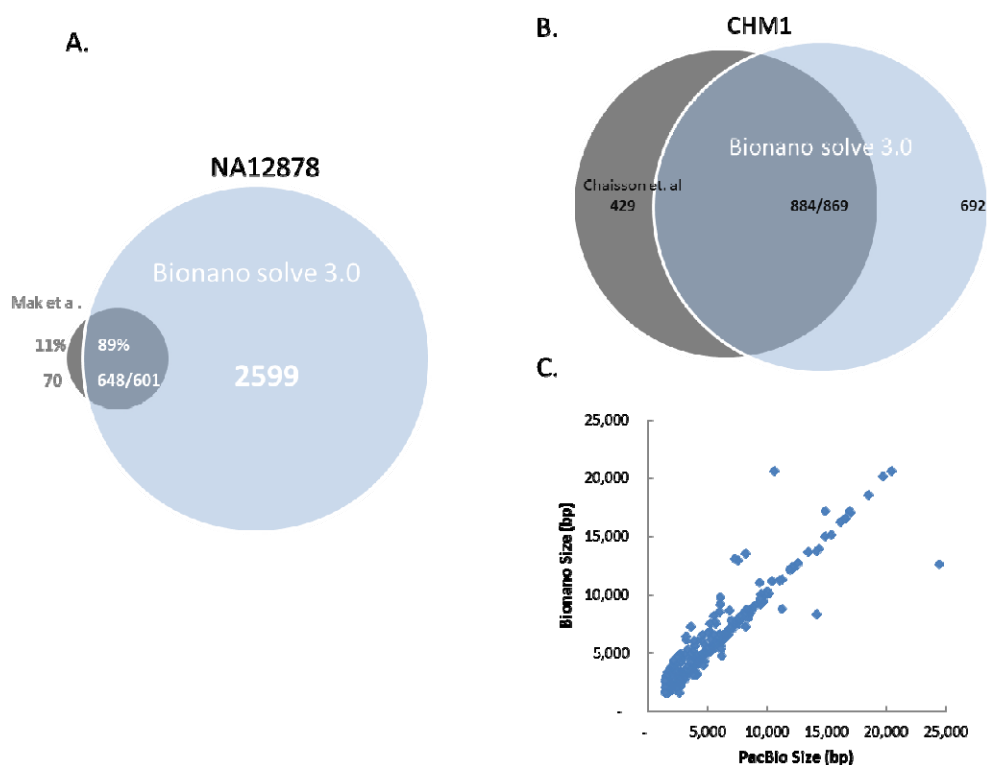 A.
NA12878
Bionano solve 3.0
Mak et a .
11%
89%
70
648/601
2599
B.
CHM1
Bionano solve 3.0
Chaisson et. al
429
884/869
692
C.
25,000
20,000
15,000
10,000
5,000
-
Bionano Size (bp)
- 5,000 10,000 15,000 20,000 25,000
PacBio Size (bp)